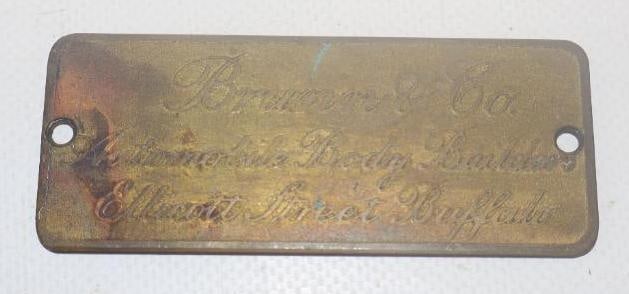 Brunn & Co.
Automobile Body Builders
Ellicott Street Buffalo